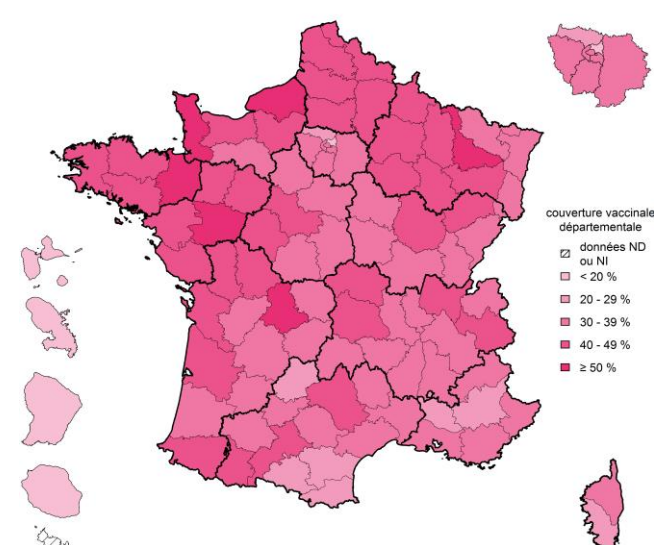 couverture vaccinale
départementale
données ND
ou NI
< 20 %
20 - 29 %
30 - 39 %
40 - 49 %
≥ 50 %